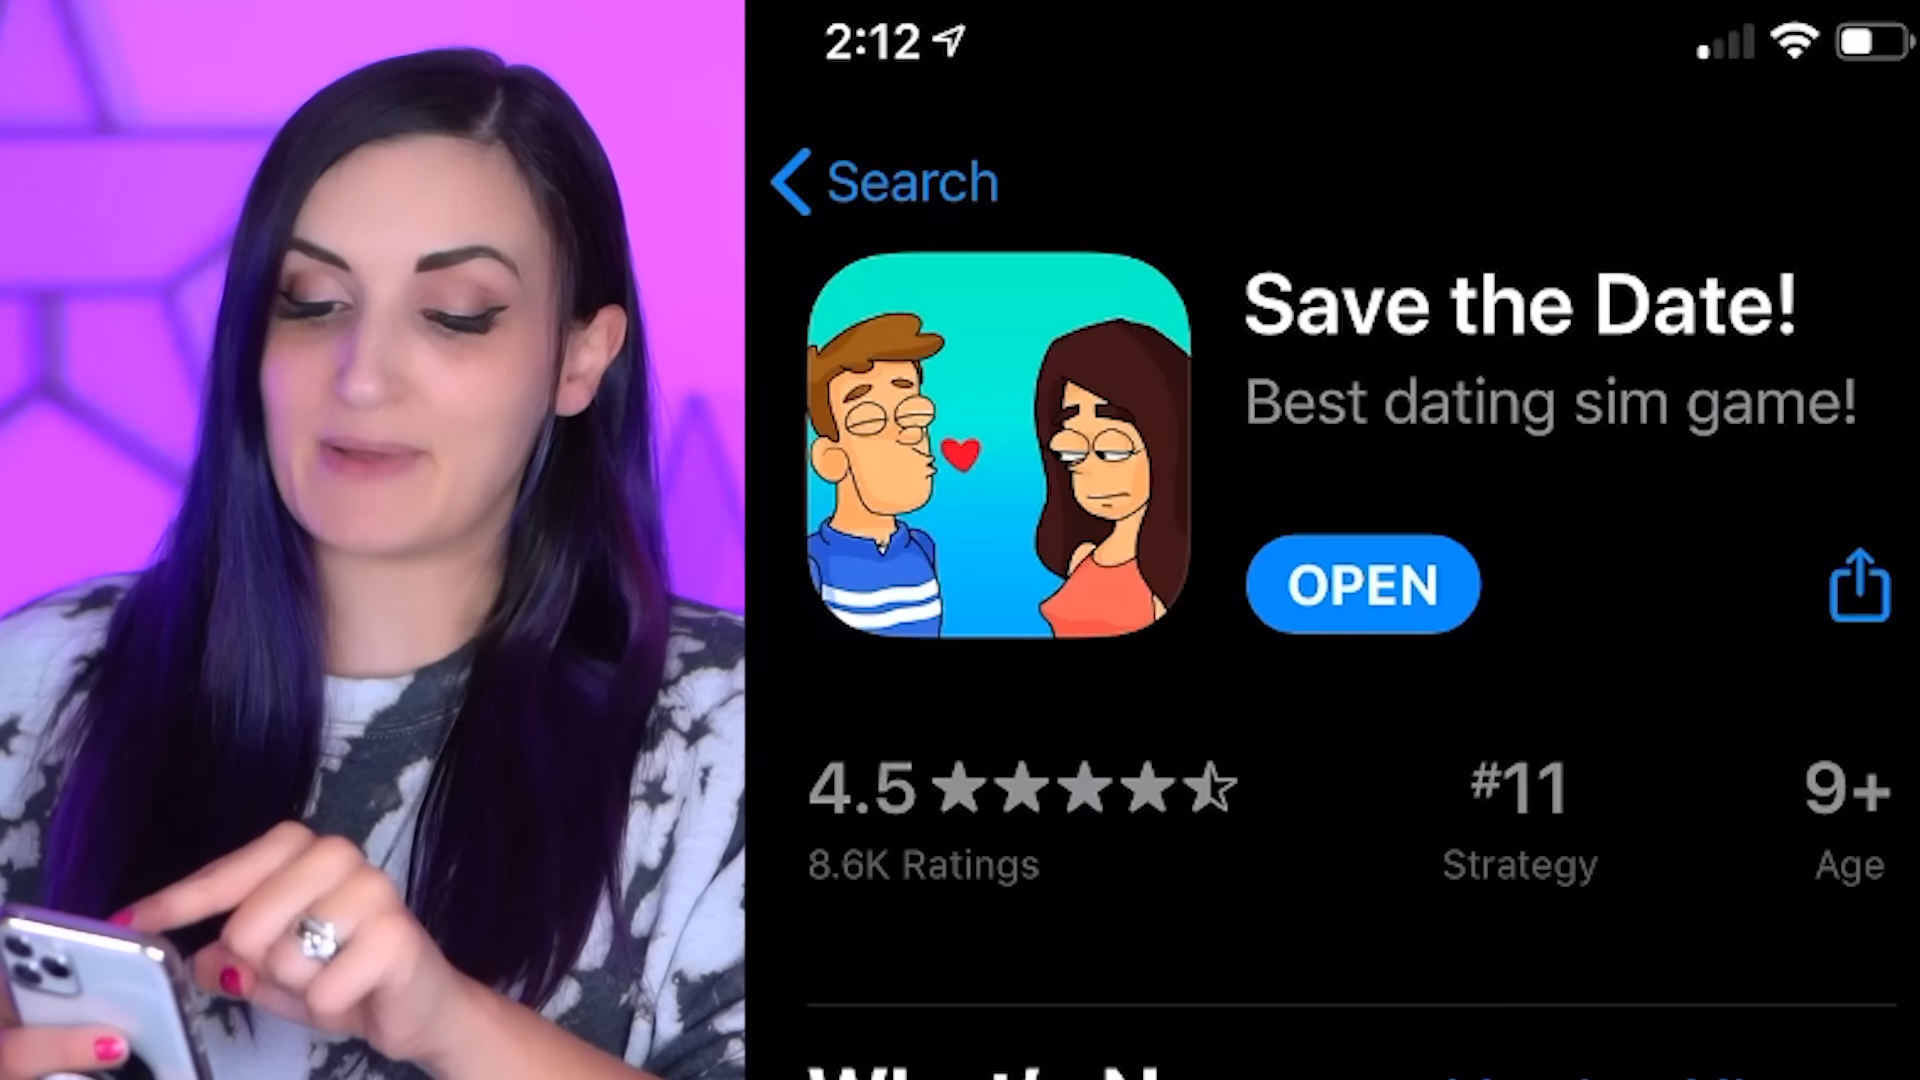 2:12
Search
Save the Date!
Best dating sim game!
OPEN
4.5
#11
9+
8.6K Ratings
Strategy
Age